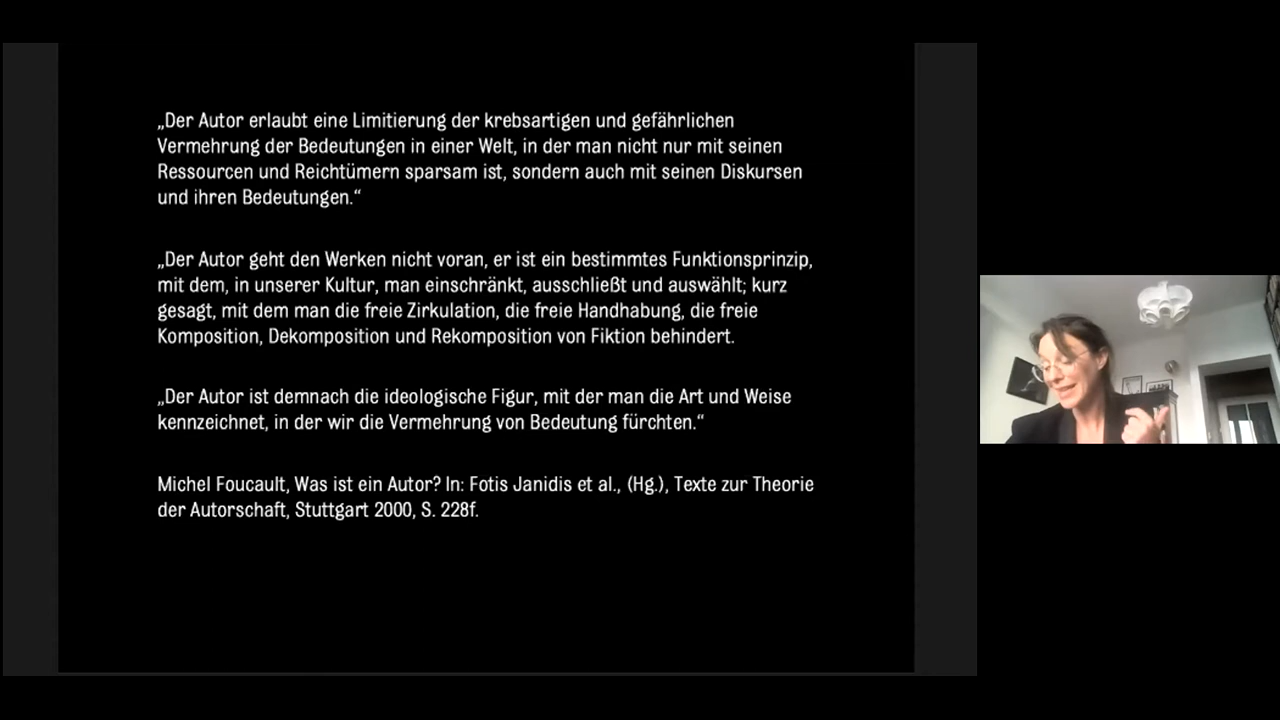 „Der Autor erlaubt eine Limitierung der krebsartigen und gefährlichen
Vermehrung der Bedeutungen in einer Welt, in der man nicht nur mit seinen
Ressourcen und Reichtümern sparsam ist, sondern auch mit seinen Diskursen
und ihren Bedeutungen.“
„Der Autor geht den Werken nicht voran, er ist ein bestimmtes Funktionsprinzip,
mit dem, in unserer Kultur, man einschränkt, ausschließt und auswählt; kurz
gesagt, mit dem man die freie Zirkulation, die freie Handhabung, die freie
Komposition, Dekomposition und Rekomposition von Fiktion behindert.
„Der Autor ist demnach die ideologische Figur, mit der man die Art und Weise
kennzeichnet, in der wir die Vermehrung von Bedeutung fürchten.“
Michel Foucault, Was ist ein Autor? In: Fotis Janidis et al., (Hg.), Texte zur Theorie
der Autorschaft, Stuttgart 2000, S. 228f.